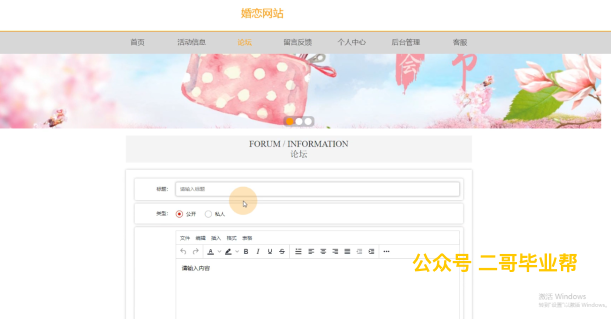 婚恋网站
首页 活动信息 论坛 留言反馈 个人中心 后台管理 客服
会 节
FORUM / INFORMATION
论坛
标题: 请输入标题
类型: 公开 私人
文件 编辑 插入 格式 表格
A B I U S
请输入内容
公众号 二哥毕业帮
激活 Windows
转到"设置"以激活 Windows。